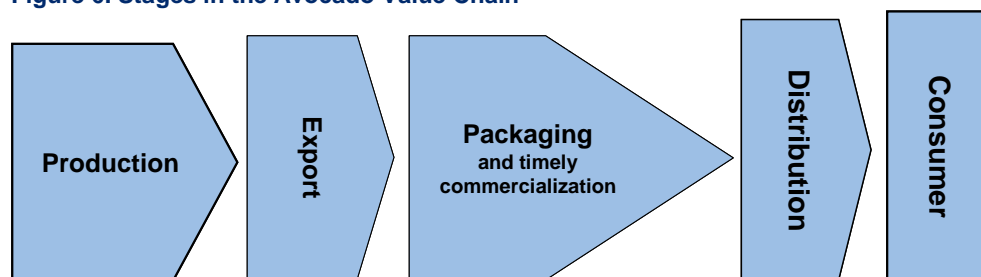 Figure 6. Stages in the Avocado Value Chain
Production
Export
Packaging
and timely
commercialization
Distribution
Consumer